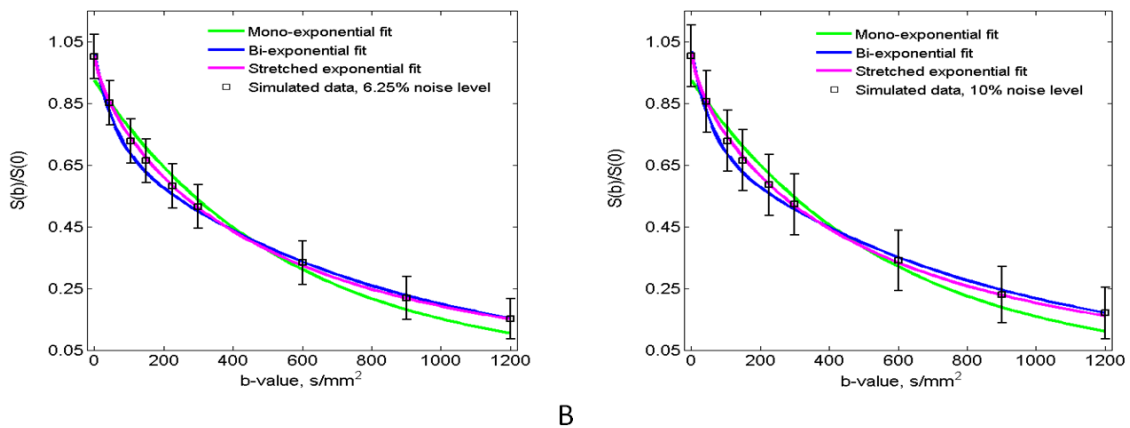 1.05
0.85
0.65
0.45
0.25
0.05
S(b)/S(0)
Mono-exponential fit
Bi-exponential fit
Stretched exponential fit
Simulated data, 6.25% noise level
0 200 400 600 800 1000 1200
b-value, s/mm²
1.05
0.85
0.65
0.45
0.25
0.05
S(b)/S(0)
Mono-exponential fit
Bi-exponential fit
Stretched exponential fit
Simulated data, 10% noise level
0 200 400 600 800 1000 1200
b-value, s/mm²
B